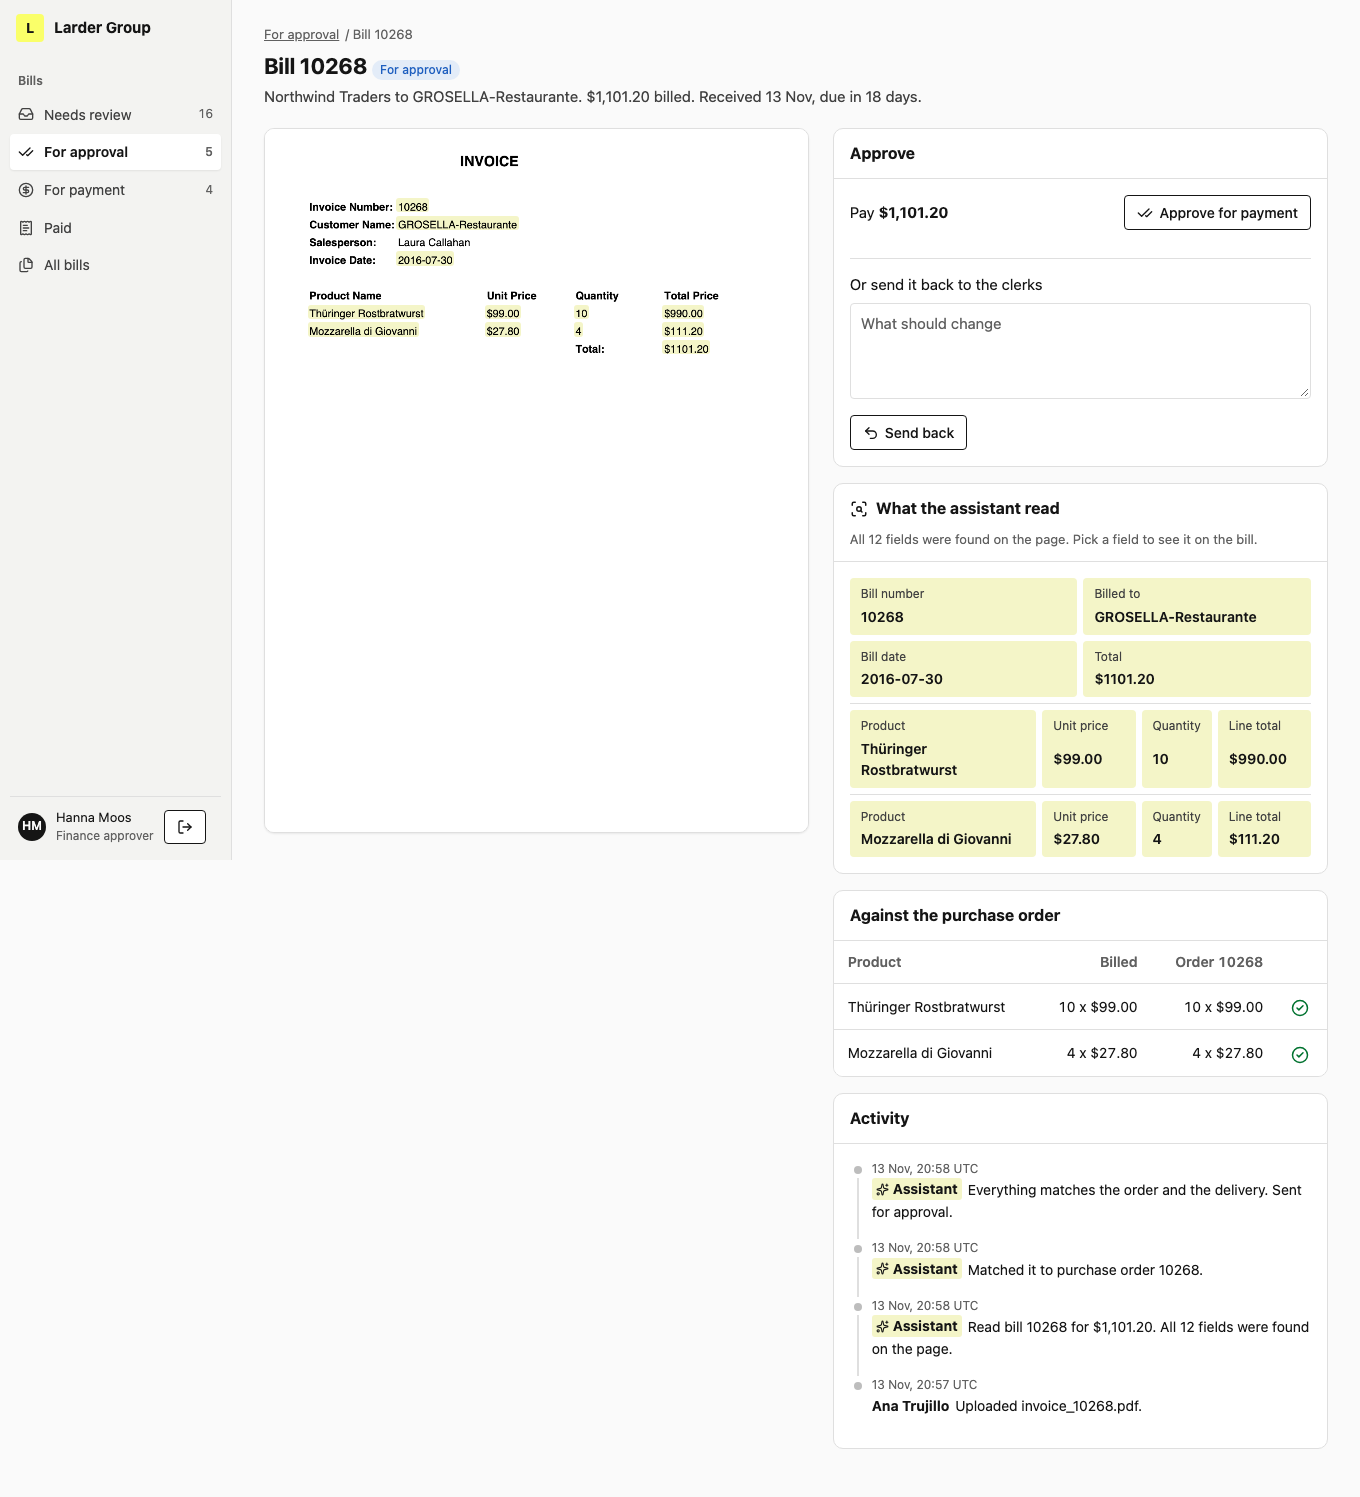 L
Larder Group
Bills
Needs review 16
For approval 5
For payment 4
Paid
All bills
HM
Hanna Moos
Finance approver
For approval / Bill 10268
Bill 10268 For approval
Northwind Traders to GROSELLA-Restaurante. $1,101.20 billed. Received 13 Nov, due in 18 days.
INVOICE
Invoice Number: 10268
Customer Name: GROSELLA-Restaurante
Salesperson: Laura Callahan
Invoice Date: 2016-07-30
Product Name Unit Price Quantity Total Price
Thüringer Rostbratwurst $99.00 10 $990.00
Mozzarella di Giovanni $27.80 4 $111.20
Total: $1101.20
Approve
Pay $1,101.20 Approve for payment
Or send it back to the clerks
What should change
Send back
What the assistant read
All 12 fields were found on the page. Pick a field to see it on the bill.
Bill number Billed to
10268 GROSELLA-Restaurante
Bill date Total
2016-07-30 $1101.20
Product Unit price Quantity Line total
Thüringer
Rostbratwurst $99.00 10 $990.00
Product Unit price Quantity Line total
Mozzarella di Giovanni $27.80 4 $111.20
Against the purchase order
Product Billed Order 10268
Thüringer Rostbratwurst 10 x $99.00 10 x $99.00
Mozzarella di Giovanni 4 x $27.80 4 x $27.80
Activity
13 Nov, 20:58 UTC
Assistant Everything matches the order and the delivery. Sent
for approval.
13 Nov, 20:58 UTC
Assistant Matched it to purchase order 10268.
13 Nov, 20:58 UTC
Assistant Read bill 10268 for $1,101.20. All 12 fields were found
on the page.
13 Nov, 20:57 UTC
Ana Trujillo Uploaded invoice_10268.pdf.